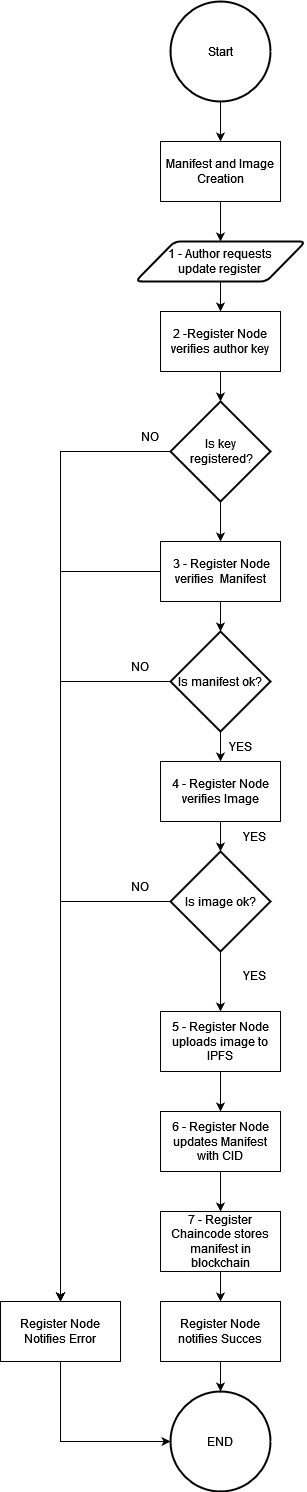 Start
Manifest and Image
Creation
1 - Author requests
update register
2 -Register Node
verifies author key
NO
Is key
registered?
3 - Register Node
verifies Manifest
NO
Is manifest ok?
YES
4 - Register Node
verifies Image
YES
NO
Is image ok?
YES
5 - Register Node
uploads image to
IPFS
6 - Register Node
updates Manifest
with CID
7 - Register
Chaincode stores
manifest in
blockchain
Register Node
Notifies Error
Register Node
notifies Succes
END